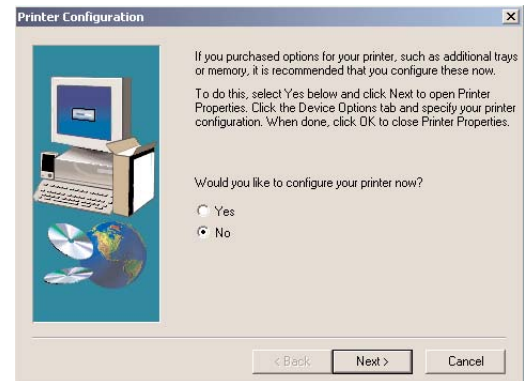 Printer Configuration
If you purchased options for your printer, such as additional trays
or memory, it is recommended that you configure these now.
To do this, select Yes below and click Next to open Printer
Properties. Click the Device Options tab and specify your printer
configuration. When done, click OK to close Printer Properties.
Would you like to configure your printer now?
Yes
No
< Back Next > Cancel